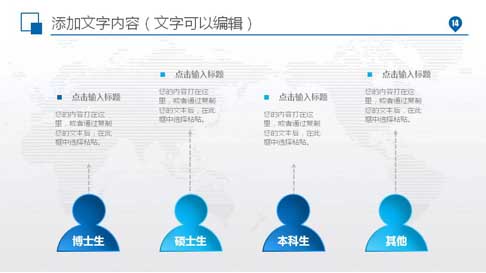 添加文字内容（文字可以编辑）
14
点击输入标题
您的内容打在这
里，或者通过复制
您的文本后，在此
框中选择粘贴。
点击输入标题
您的内容打在这
里，或者通过复制
您的文本后，在此
框中选择粘贴。
点击输入标题
您的内容打在这
里，或者通过复制
您的文本后，在此
框中选择粘贴。
点击输入标题
您的内容打在这
里，或者通过复制
您的文本后，在此
框中选择粘贴。
博士生
硕士生
本科生
其他